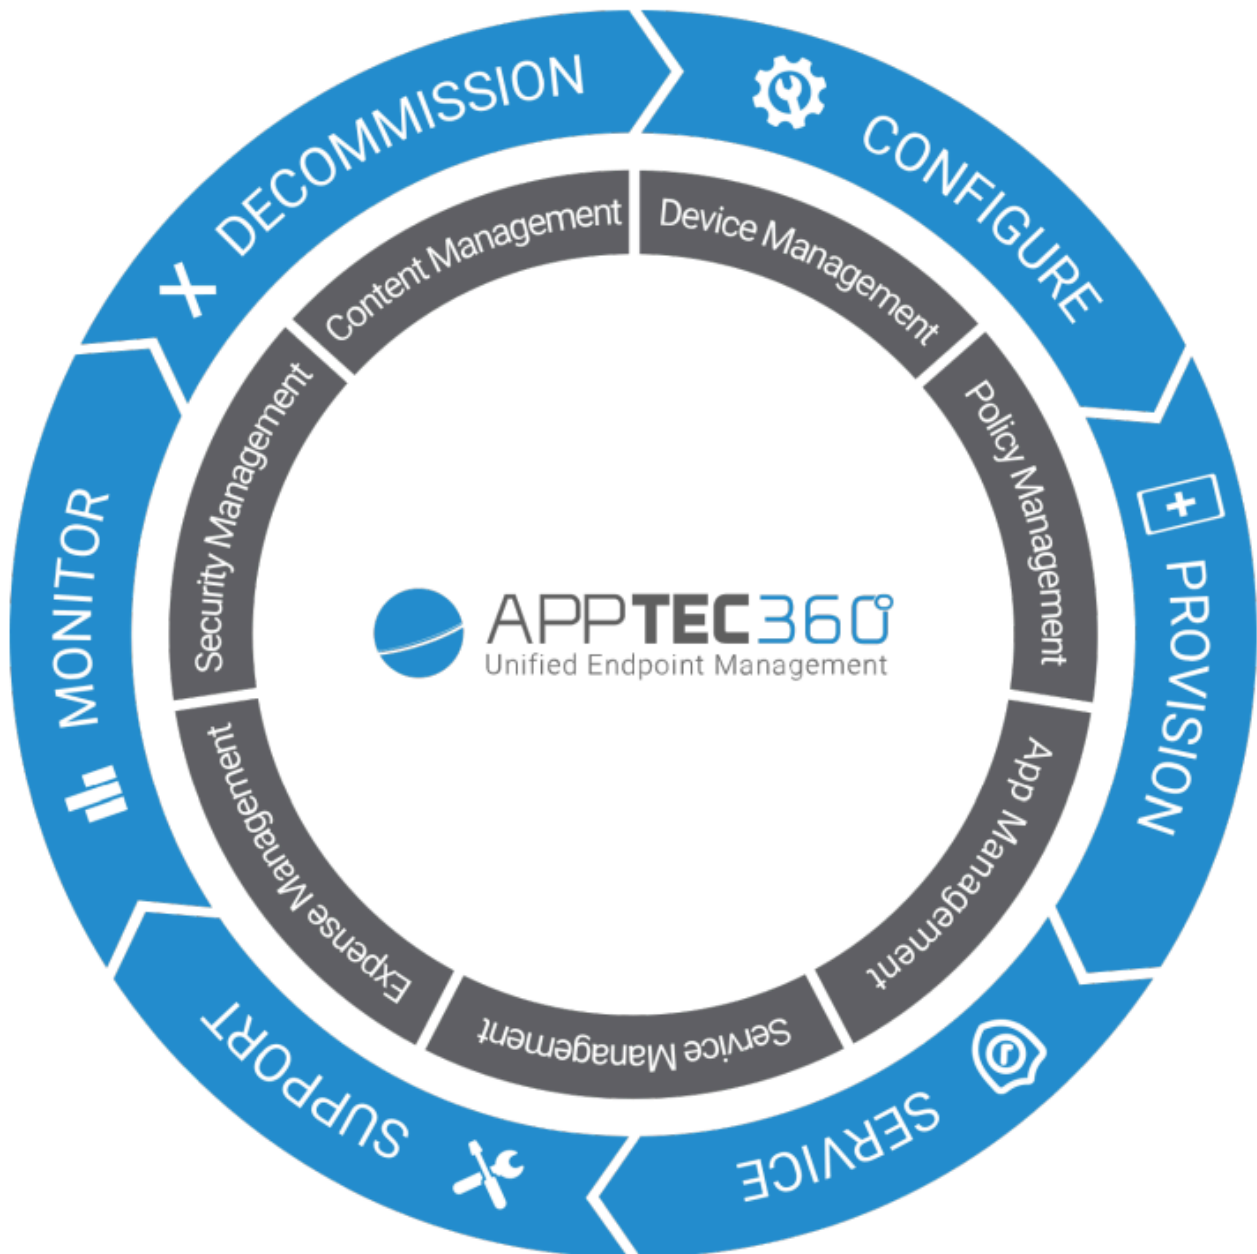 CONFIGURE
PROVISION
SERVICE
SUPPORT
MONITOR
DECOMMISSION
Device Management
Policy Management
App Management
Service Management
Expense Management
Security Management
Content Management
APPTEC360°
Unified Endpoint Management